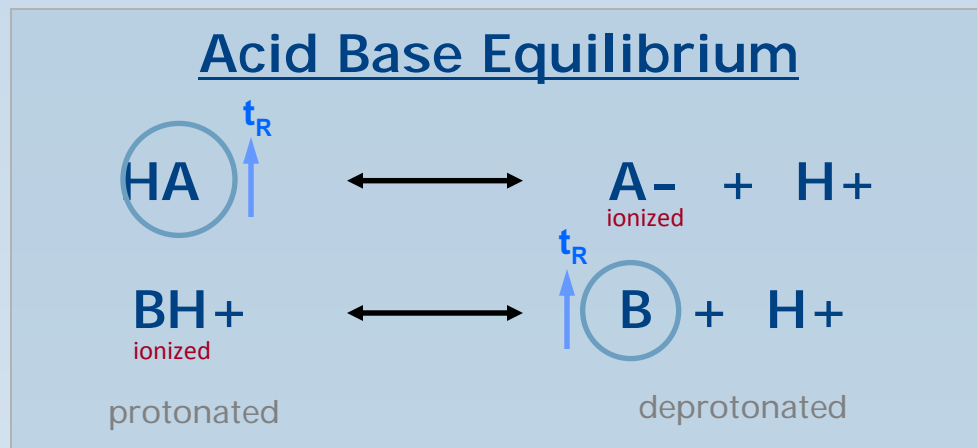 Acid Base Equilibrium
tR
HA A- + H+
ionized
tR
BH+ B + H+
ionized
protonated deprotonated